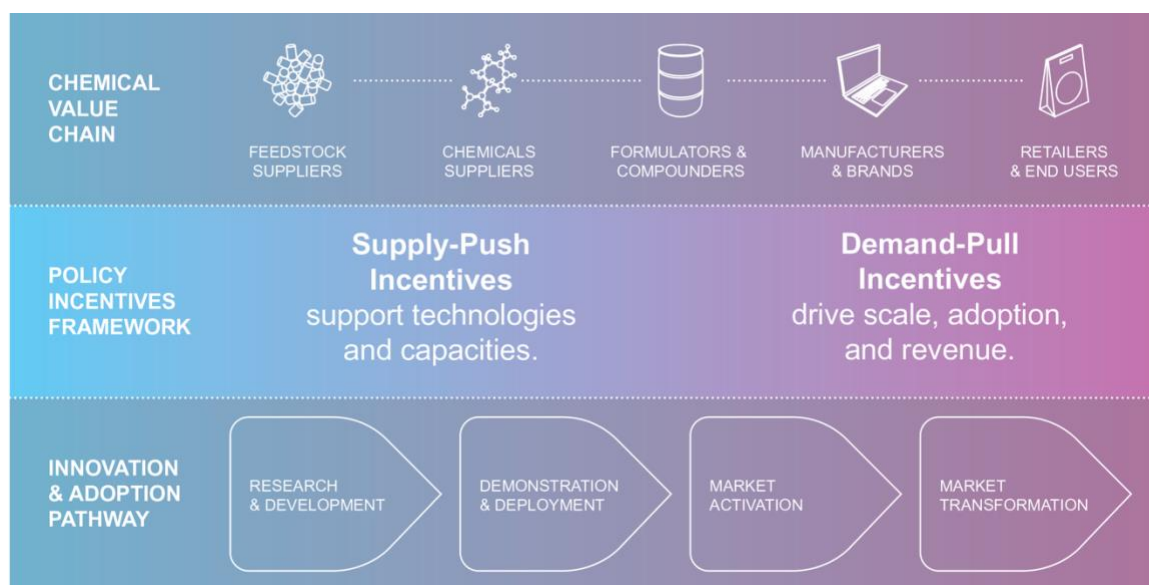 CHEMICAL
VALUE
CHAIN
FEEDSTOCK
SUPPLIERS
CHEMICALS
SUPPLIERS
FORMULATORS &
COMPOUNDERS
MANUFACTURERS
& BRANDS
RETAILERS
& END USERS
POLICY
INCENTIVES
FRAMEWORK
Supply-Push
Incentives
support technologies
and capacities.
Demand-Pull
Incentives
drive scale, adoption,
and revenue.
INNOVATION
& ADOPTION
PATHWAY
RESEARCH
& DEVELOPMENT
DEMONSTRATION
& DEPLOYMENT
MARKET
ACTIVATION
MARKET
TRANSFORMATION